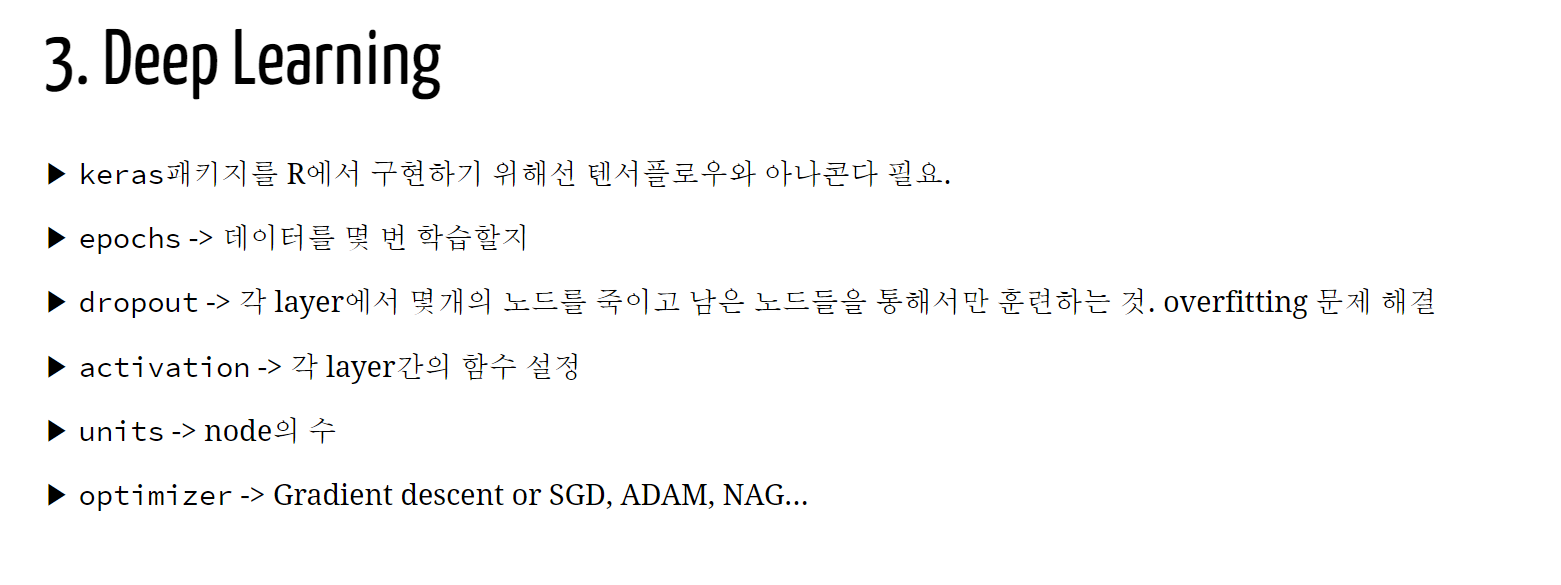 3. Deep Learning
▶ keras패키지를 R에서 구현하기 위해선 텐서플로우와 아나콘다 필요.
▶ epochs -> 데이터를 몇 번 학습할지
▶ dropout -> 각 layer에서 몇개의 노드를 죽이고 남은 노드들을 통해서만 훈련하는 것. overfitting 문제 해결
▶ activation -> 각 layer간의 함수 설정
▶ units -> node의 수
▶ optimizer -> Gradient descent or SGD, ADAM, NAG...